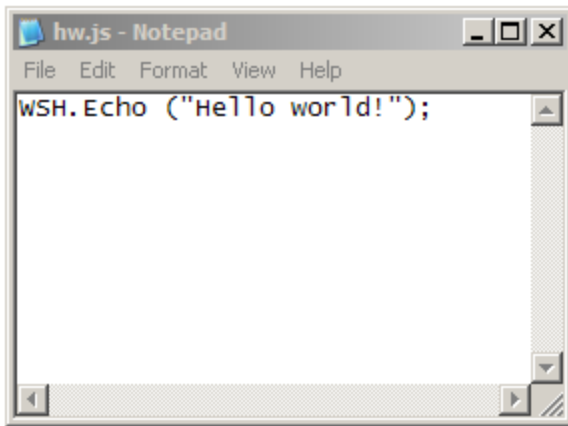 hw.js - Notepad
File Edit Format View Help
WSH.Echo ("Hello world!");